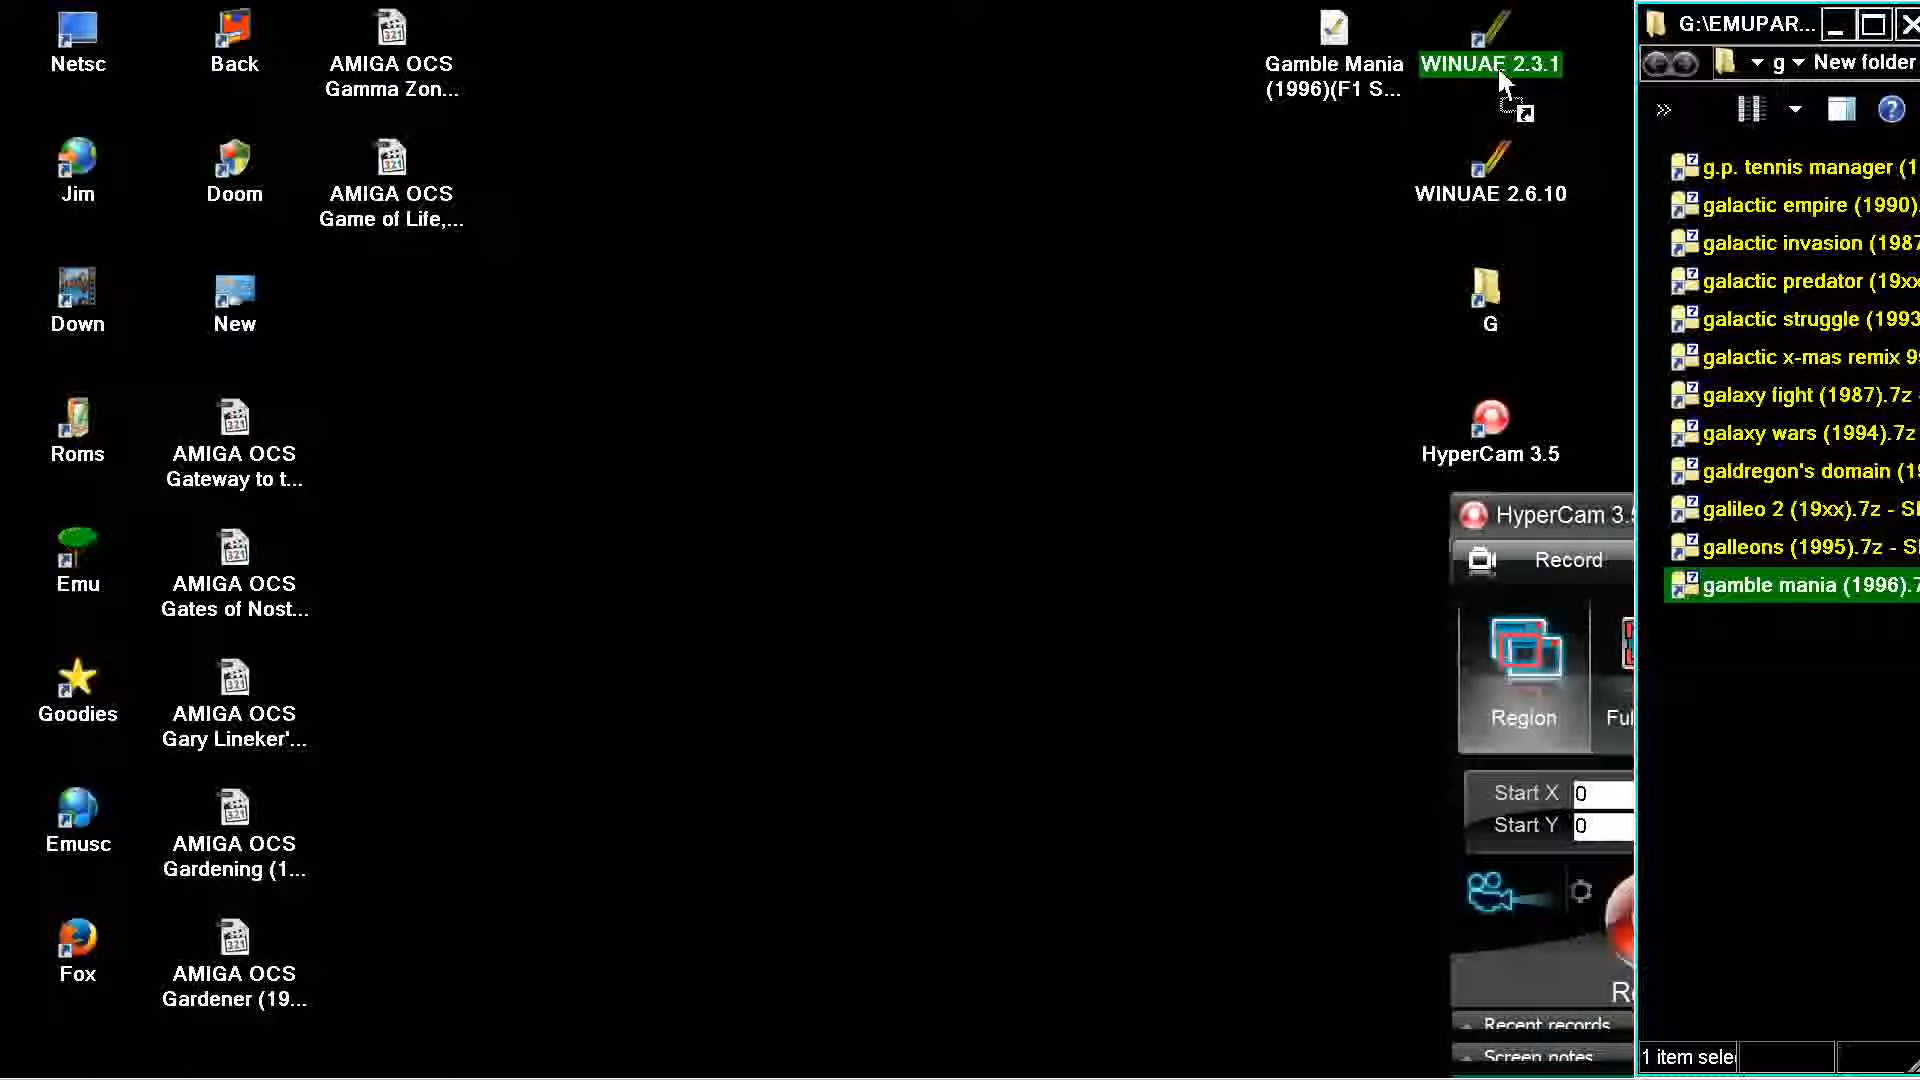 Netsc
Back
AMIGA OCS
Gamma Zon...
Gamble Mania
(1996)(F1 S...
WINUAE 2.3.1
Jim
Doom
AMIGA OCS
Game of Life,...
WINUAE 2.6.10
Down
New
G
Roms
AMIGA OCS
Gateway to t...
HyperCam 3.5
Emu
AMIGA OCS
Gates of Nost...
Goodies
AMIGA OCS
Gary Lineker'...
Emusc
AMIGA OCS
Gardening (1...
Fox
AMIGA OCS
Gardener (19...
HyperCam 3.
Record
Region
Ful
Start X 0
Start Y 0
Recent records
Screen notes
G:\EMUPAR...
g New folder
g.p. tennis manager (1
galactic empire (1990).
galactic invasion (1987
galactic predator (19xx
galactic struggle (1993
galactic x-mas remix 9
galaxy fight (1987).7z -
galaxy wars (1994).7z
galdregon's domain (19
galileo 2 (19xx).7z - S
galleons (1995).7z - S
gamble mania (1996).7
1 item sele